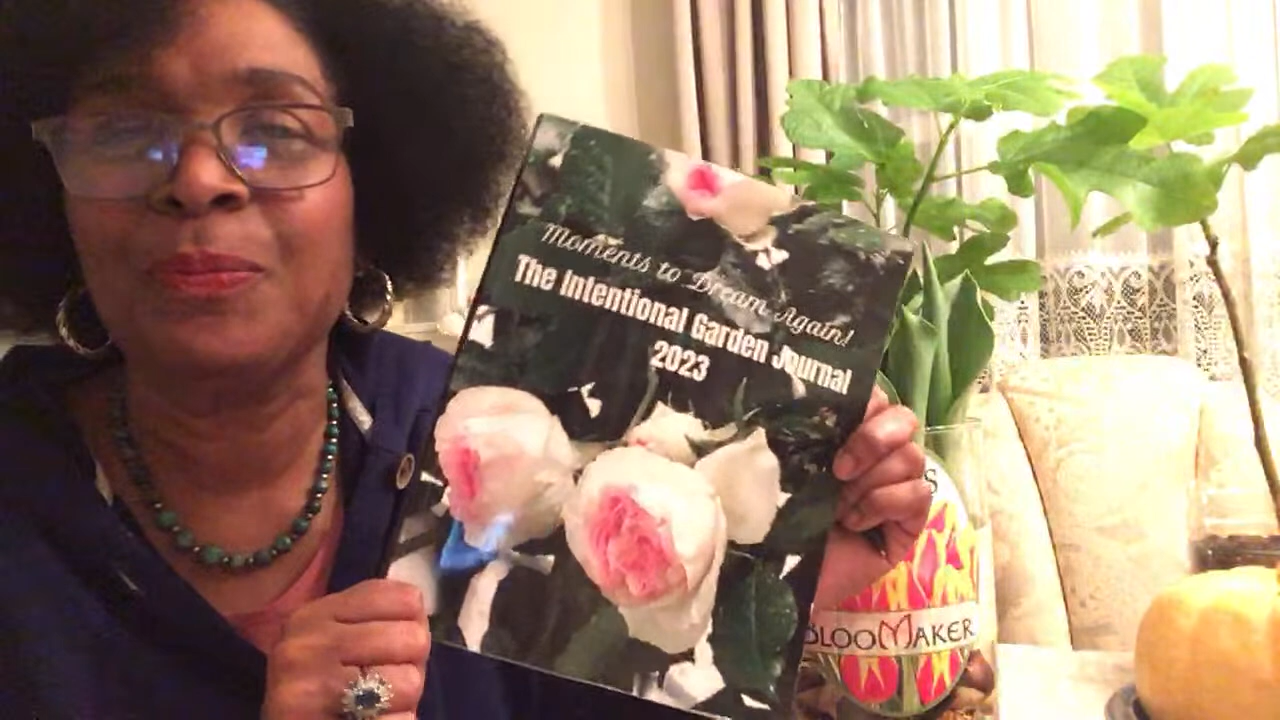 Moments to Dream Again!
The Intentional Garden Journal
2023
BLOOMAKER